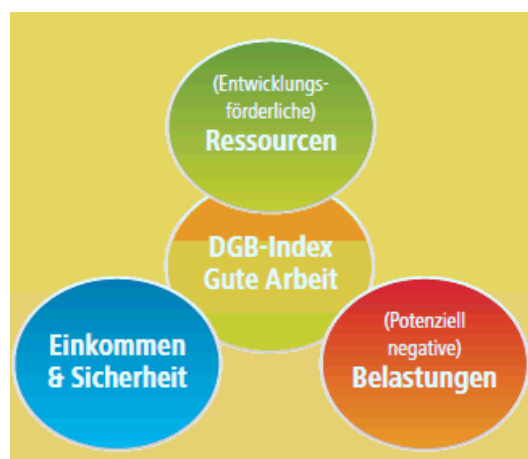 (Entwicklungs-
förderliche)
Ressourcen
DGB-Index
Gute Arbeit
Einkommen
& Sicherheit
(Potenziell
negative)
Belastungen